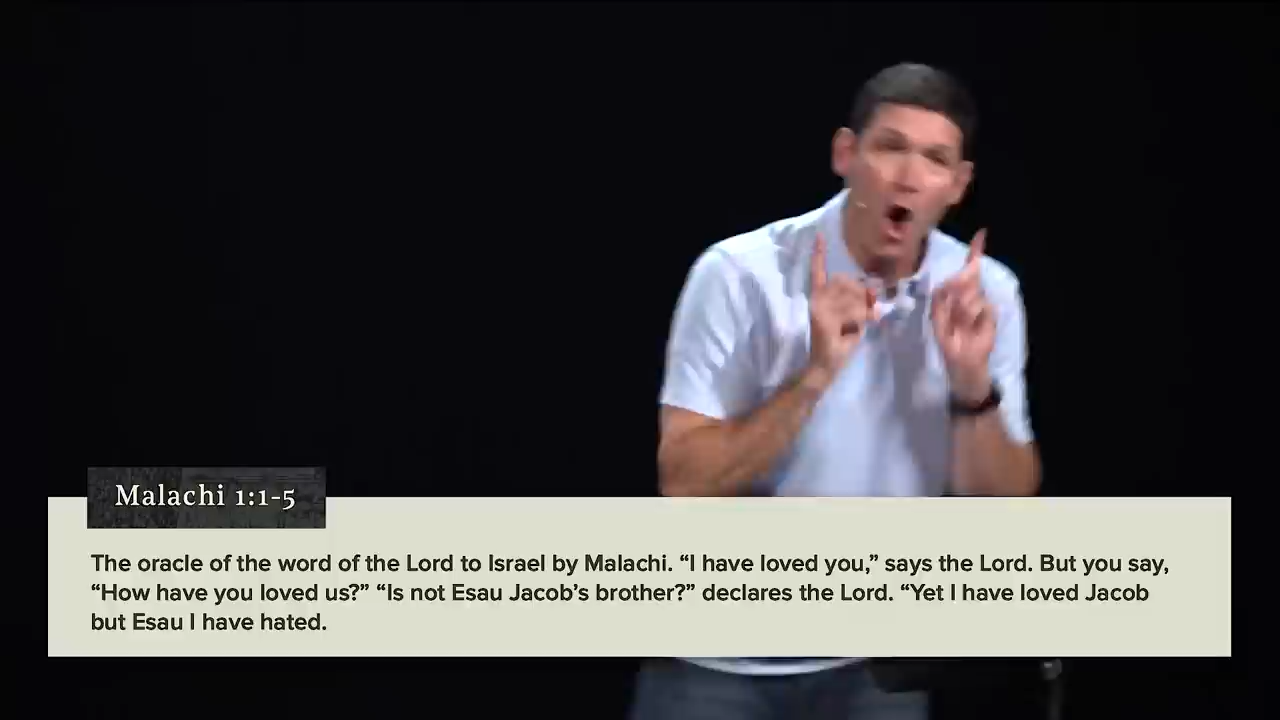 Malachi 1:1-5
The oracle of the word of the Lord to Israel by Malachi. “I have loved you,” says the Lord. But you say,
“How have you loved us?” “Is not Esau Jacob’s brother?” declares the Lord. “Yet I have loved Jacob
but Esau I have hated.